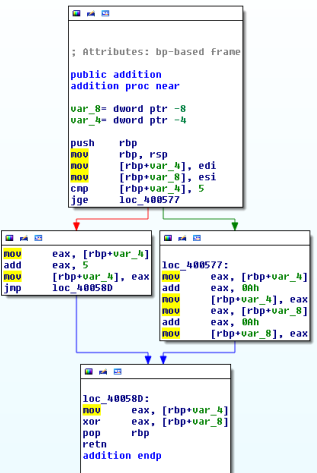 ; Attributes: bp-based frame
public addition
addition proc near
var_8= dword ptr -8
var_4= dword ptr -4
push rbp
mov rbp, rsp
mov [rbp+var_4], edi
mov [rbp+var_8], esi
cmp [rbp+var_4], 5
jge loc_400577
mov eax, [rbp+var_4]
add eax, 5
mov [rbp+var_4], eax
jmp loc_40058D
loc_400577:
mov eax, [rbp+var_4]
add eax, 0Ah
mov [rbp+var_4], eax
mov eax, [rbp+var_8]
add eax, 0Ah
mov [rbp+var_8], eax
loc_40058D:
mov eax, [rbp+var_4]
xor eax, [rbp+var_8]
pop rbp
retn
addition endp